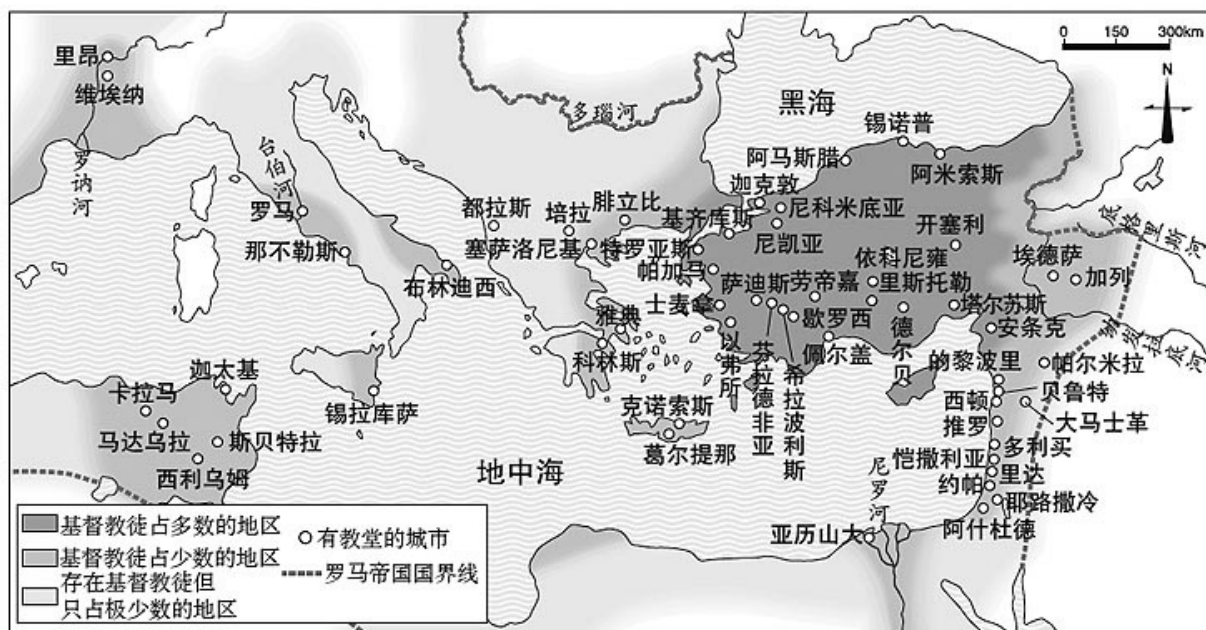 0 150 300km
N
里昂
维埃纳
罗讷河
台伯河
多瑙河
黑海
锡诺普
阿马斯腊
阿米索斯
迦克敦
罗马
都拉斯
培拉
腓立比
基齐库斯
尼科米底亚
开塞利
底格里斯河
那不勒斯
塞萨洛尼基
特罗亚斯
尼凯亚
依科尼雍
埃德萨
加列
帕加马
布林迪西
萨迪斯
劳帝嘉
里斯托勒
士麦拿
塔尔苏斯
雅典
歇罗西
安条克
科林斯
以弗所
芬拉德非亚
希拉波利斯
佩尔盖
德尔贝
幼发拉底河
的黎波里
帕尔米拉
迦太基
卡拉马
锡拉库萨
克诺索斯
贝鲁特
西顿
大马士革
马达乌拉
斯贝特拉
推罗
葛尔提那
西利乌姆
地中海
多利买
恺撒利亚
里达
尼罗河
约帕
耶路撒冷
亚历山大
阿什杜德
基督教徒占多数的地区
有教堂的城市
基督教徒占少数的地区
罗马帝国国界线
存在基督教徒但
只占极少数的地区